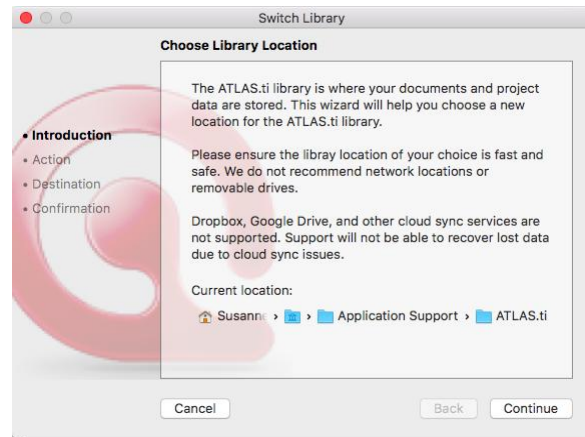 Switch Library
Choose Library Location
The ATLAS.ti library is where your documents and project
data are stored. This wizard will help you choose a new
location for the ATLAS.ti library.
Please ensure the libray location of your choice is fast and
safe. We do not recommend network locations or
removable drives.
Dropbox, Google Drive, and other cloud sync services are
not supported. Support will not be able to recover lost data
due to cloud sync issues.
Current location:
Susanne › › Application Support › ATLAS.ti
• Introduction
• Action
• Destination
• Confirmation
Cancel
Back
Continue